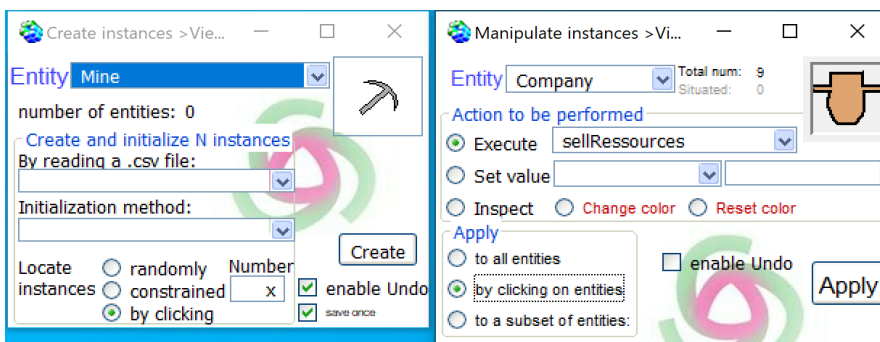 Create instances >Vie...
Entity Mine
number of entities: 0
Create and initialize N instances
By reading a .csv file:
Initialization method:
Create
Locate instances
randomly
constrained
by clicking
Number
x
enable Undo
save once
Manipulate instances >Vi...
Entity Company
Total num: 9
Situated: 0
Action to be performed
Execute sellRessources
Set value
Inspect Change color Reset color
Apply
to all entities
by clicking on entities
to a subset of entities:
enable Undo
Apply